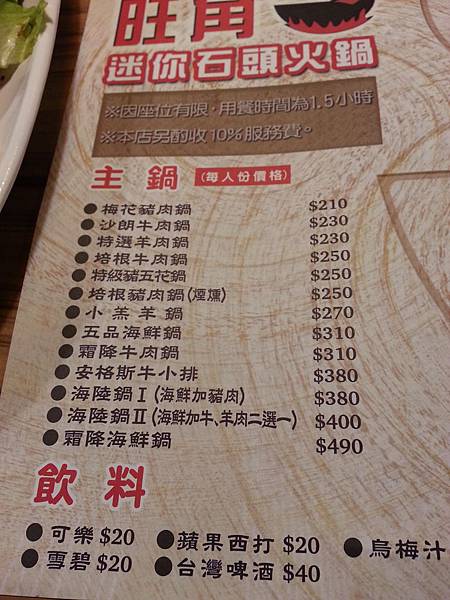 旺角
迷你石頭火鍋
※因座位有限,用餐時間為1.5小時
※本店另酌收10%服務費。
主鍋(每人份價格)
●梅花豬肉鍋 $210
●沙朗牛肉鍋 $230
●特選羊肉鍋 $230
●培根牛肉鍋 $250
●特級豬五花鍋 $250
●培根豬肉鍋(煙燻) $250
●小羔羊鍋 $270
●五品海鮮鍋 $310
●霜降牛肉鍋 $310
●安格斯牛小排 $380
●海陸鍋Ⅰ(海鮮加豬肉) $380
●海陸鍋Ⅱ(海鮮加牛、羊肉二選一) $400
●霜降海鮮鍋 $490
飲料
●可樂$20 ●蘋果西打$20 ●烏梅汁
●雪碧$20 ●台灣啤酒$40